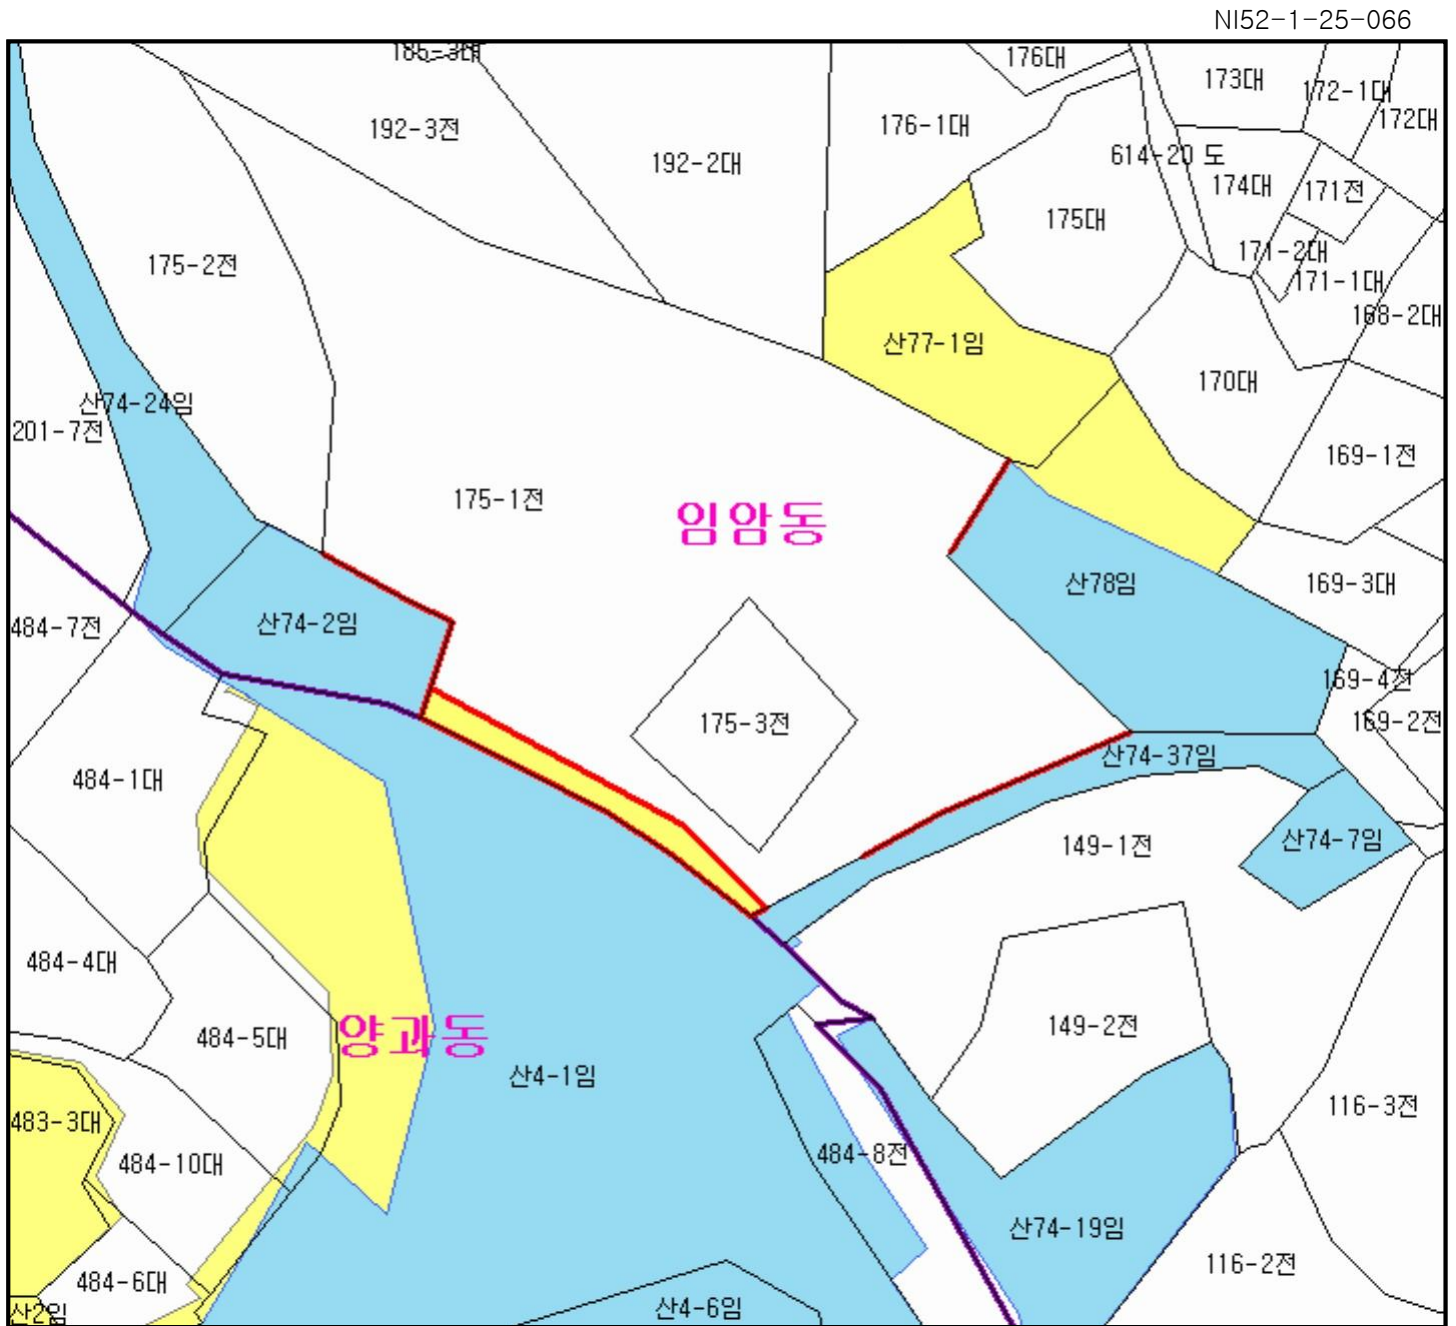 NI52-1-25-066
185-3대
176대
173대
172-1대
172대
192-3전
176-1대
192-2대
614-20 도
174대
171전
175대
175-2전
171-2대
171-1대
168-2대
산77-1임
170대
산74-24임
201-7전
169-1전
175-1전
임암동
산78임
169-3대
484-7전
산74-2임
169-4전
169-2전
175-3전
산74-37임
484-1대
149-1전
산74-7임
484-4대
149-2전
484-5대
양과동
산4-1임
116-3전
483-3대
484-10대
484-8전
산74-19임
116-2전
484-6대
산4-6임
산2임